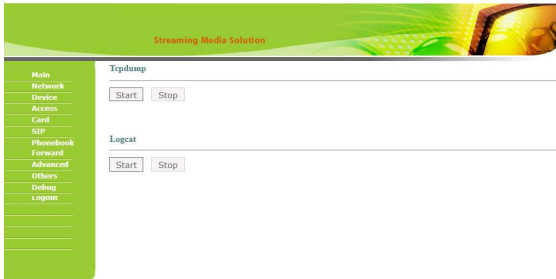 Streaming Media Solution
Main
Network
Device
Access
Card
SIP
Phonebook
Forward
Advanced
Others
Debug
Logout
Tcpdump
Start Stop
Logcat
Start Stop